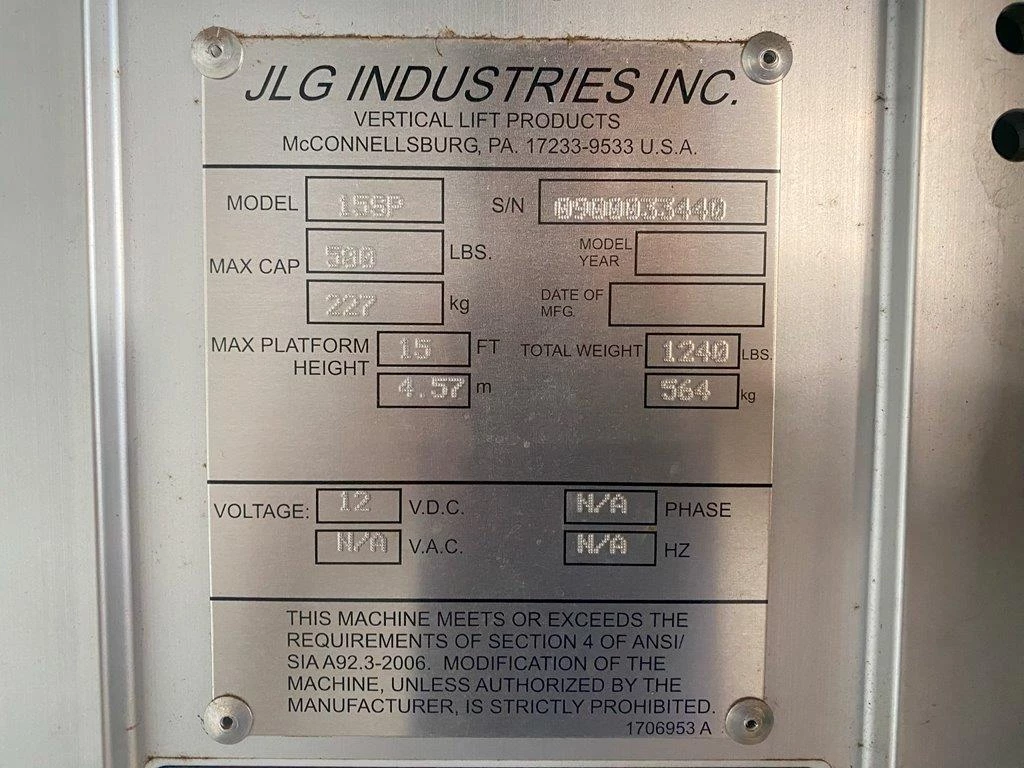 JLG INDUSTRIES INC.
VERTICAL LIFT PRODUCTS
McCONNELLSBURG, PA. 17233-9533 U.S.A.
MODEL 15SP S/N 0900033440
MAX CAP 500 LBS. MODEL YEAR
227 kg DATE OF MFG.
MAX PLATFORM HEIGHT 15 FT TOTAL WEIGHT 1240 LBS.
4.57 m 564 kg
VOLTAGE: 12 V.D.C. N/A PHASE
N/A V.A.C. N/A HZ
THIS MACHINE MEETS OR EXCEEDS THE
REQUIREMENTS OF SECTION 4 OF ANSI/
SIA A92.3-2006. MODIFICATION OF THE
MACHINE, UNLESS AUTHORIZED BY THE
MANUFACTURER, IS STRICTLY PROHIBITED.
1706953 A